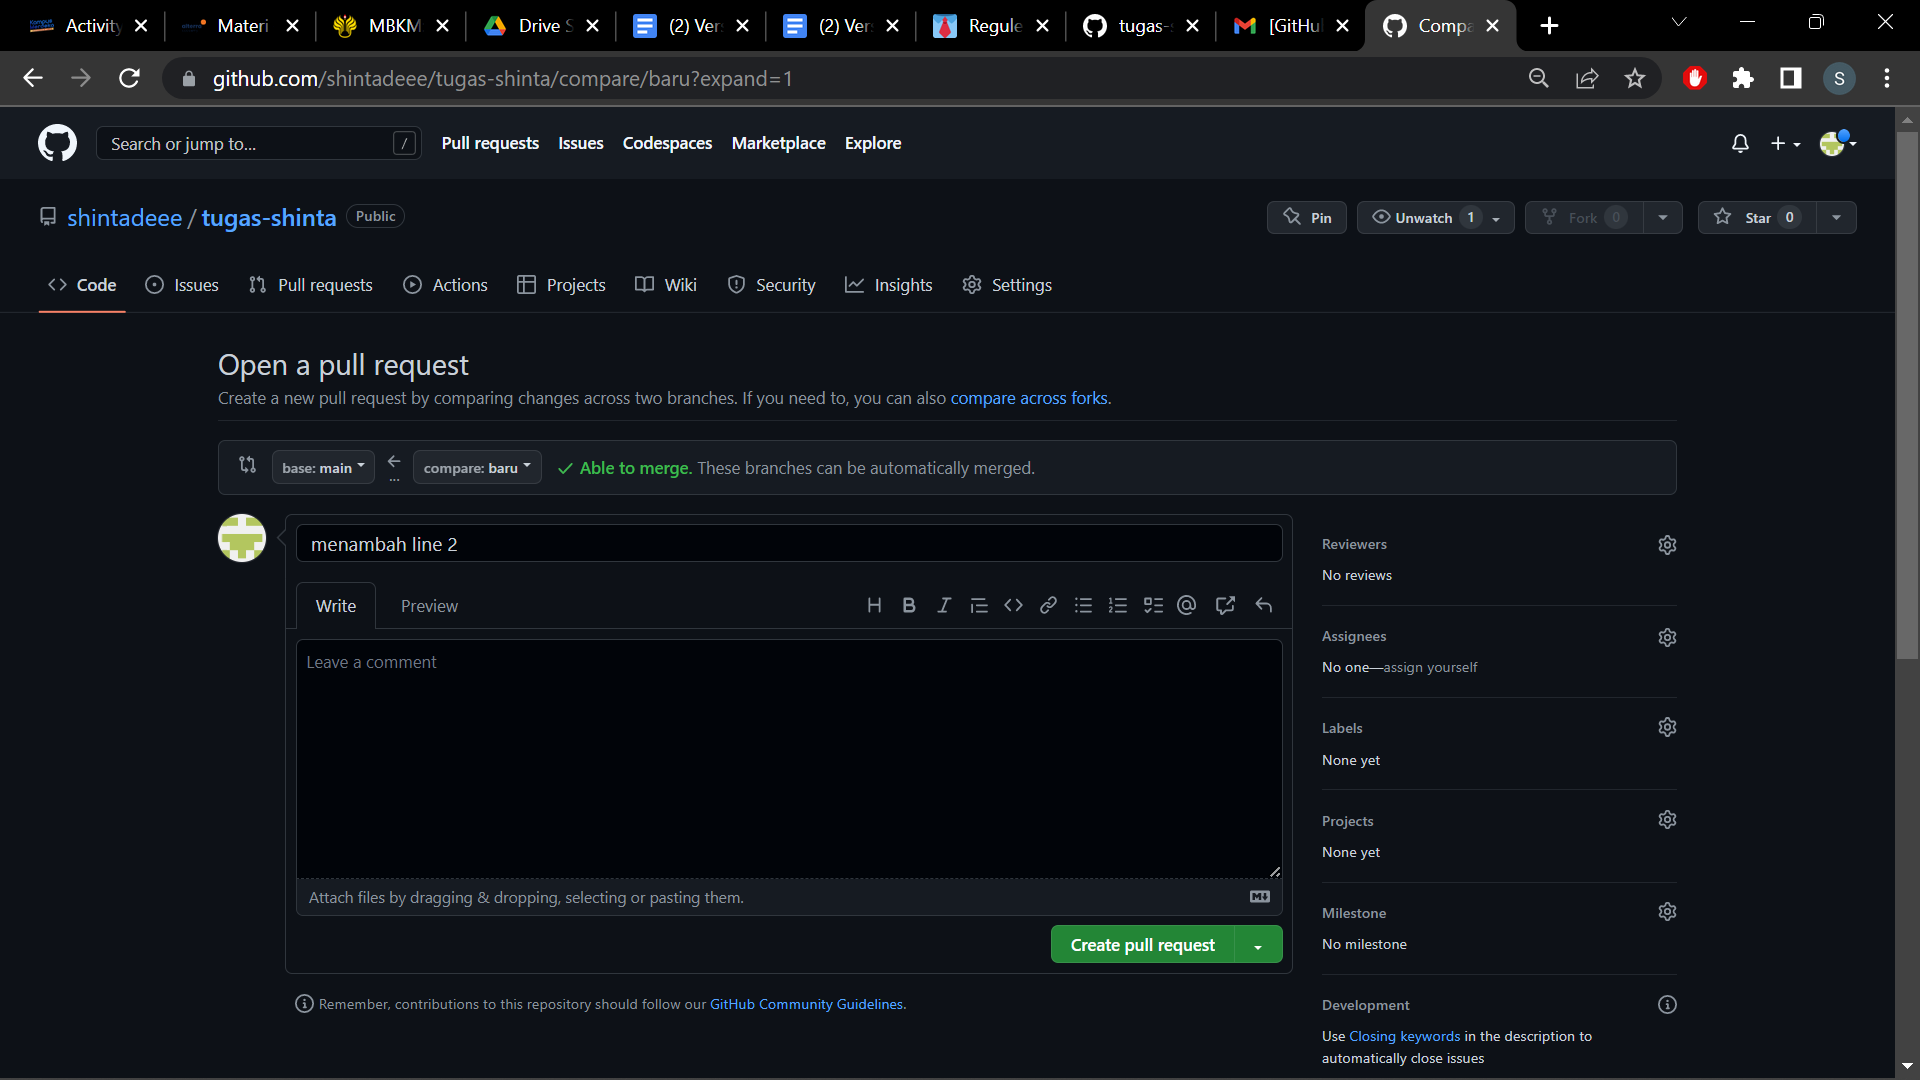 Activity
Materi
MBKM
Drive S
(2) Ver
(2) Ver
Regule
tugas-s
[GitHu
Compa
github.com/shintadeee/tugas-shinta/compare/baru?expand=1
S
Search or jump to...
/
Pull requests
Issues
Codespaces
Marketplace
Explore
shintadeee / tugas-shinta
Public
Pin
Unwatch 1
Fork 0
Star 0
Code
Issues
Pull requests
Actions
Projects
Wiki
Security
Insights
Settings
Open a pull request
Create a new pull request by comparing changes across two branches. If you need to, you can also compare across forks.
base: main
...
compare: baru
Able to merge. These branches can be automatically merged.
menambah line 2
Write
Preview
Leave a comment
Attach files by dragging & dropping, selecting or pasting them.
Create pull request
Remember, contributions to this repository should follow our GitHub Community Guidelines.
Reviewers
No reviews
Assignees
No one—assign yourself
Labels
None yet
Projects
None yet
Milestone
No milestone
Development
Use Closing keywords in the description to
automatically close issues